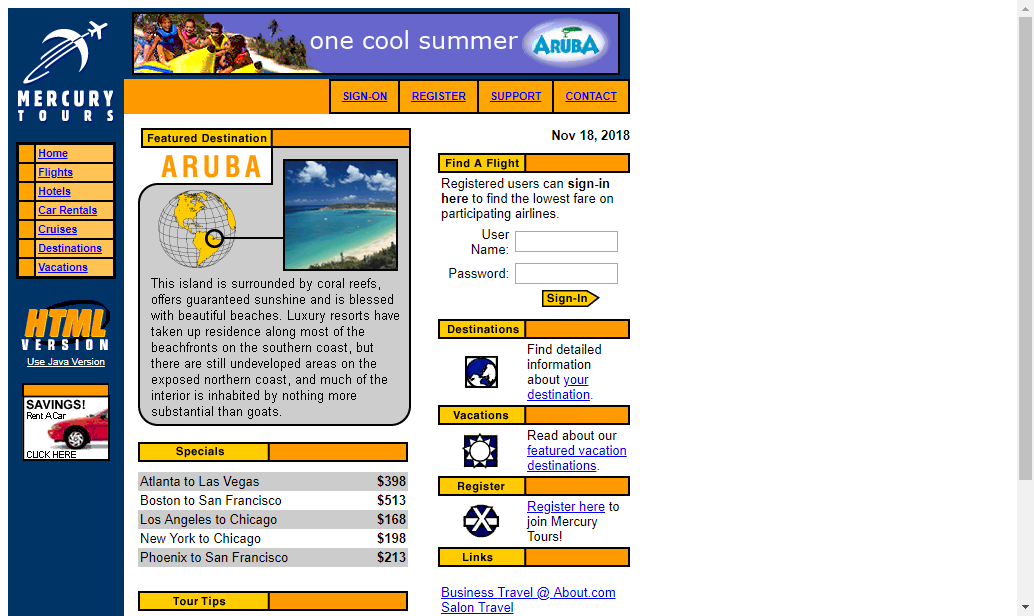 one cool summer ARUBA
MERCURY
TOURS
SIGN-ON REGISTER SUPPORT CONTACT
Home
Flights
Hotels
Car Rentals
Cruises
Destinations
Vacations
HTML
VERSION
Use Java Version
SAVINGS!
Rent A Car
CLICK HERE
Featured Destination
ARUBA
This island is surrounded by coral reefs,
offers guaranteed sunshine and is blessed
with beautiful beaches. Luxury resorts have
taken up residence along most of the
beachfronts on the southern coast, but
there are still undeveloped areas on the
exposed northern coast, and much of the
interior is inhabited by nothing more
substantial than goats.
Specials
Atlanta to Las Vegas $398
Boston to San Francisco $513
Los Angeles to Chicago $168
New York to Chicago $198
Phoenix to San Francisco $213
Tour Tips
Nov 18, 2018
Find A Flight
Registered users can sign-in
here to find the lowest fare on
participating airlines.
User
Name:
Password:
Sign-In
Destinations
Find detailed
information
about your
destination.
Vacations
Read about our
featured vacation
destinations.
Register
Register here to
join Mercury
Tours!
Links
Business Travel @ About.com
Salon Travel